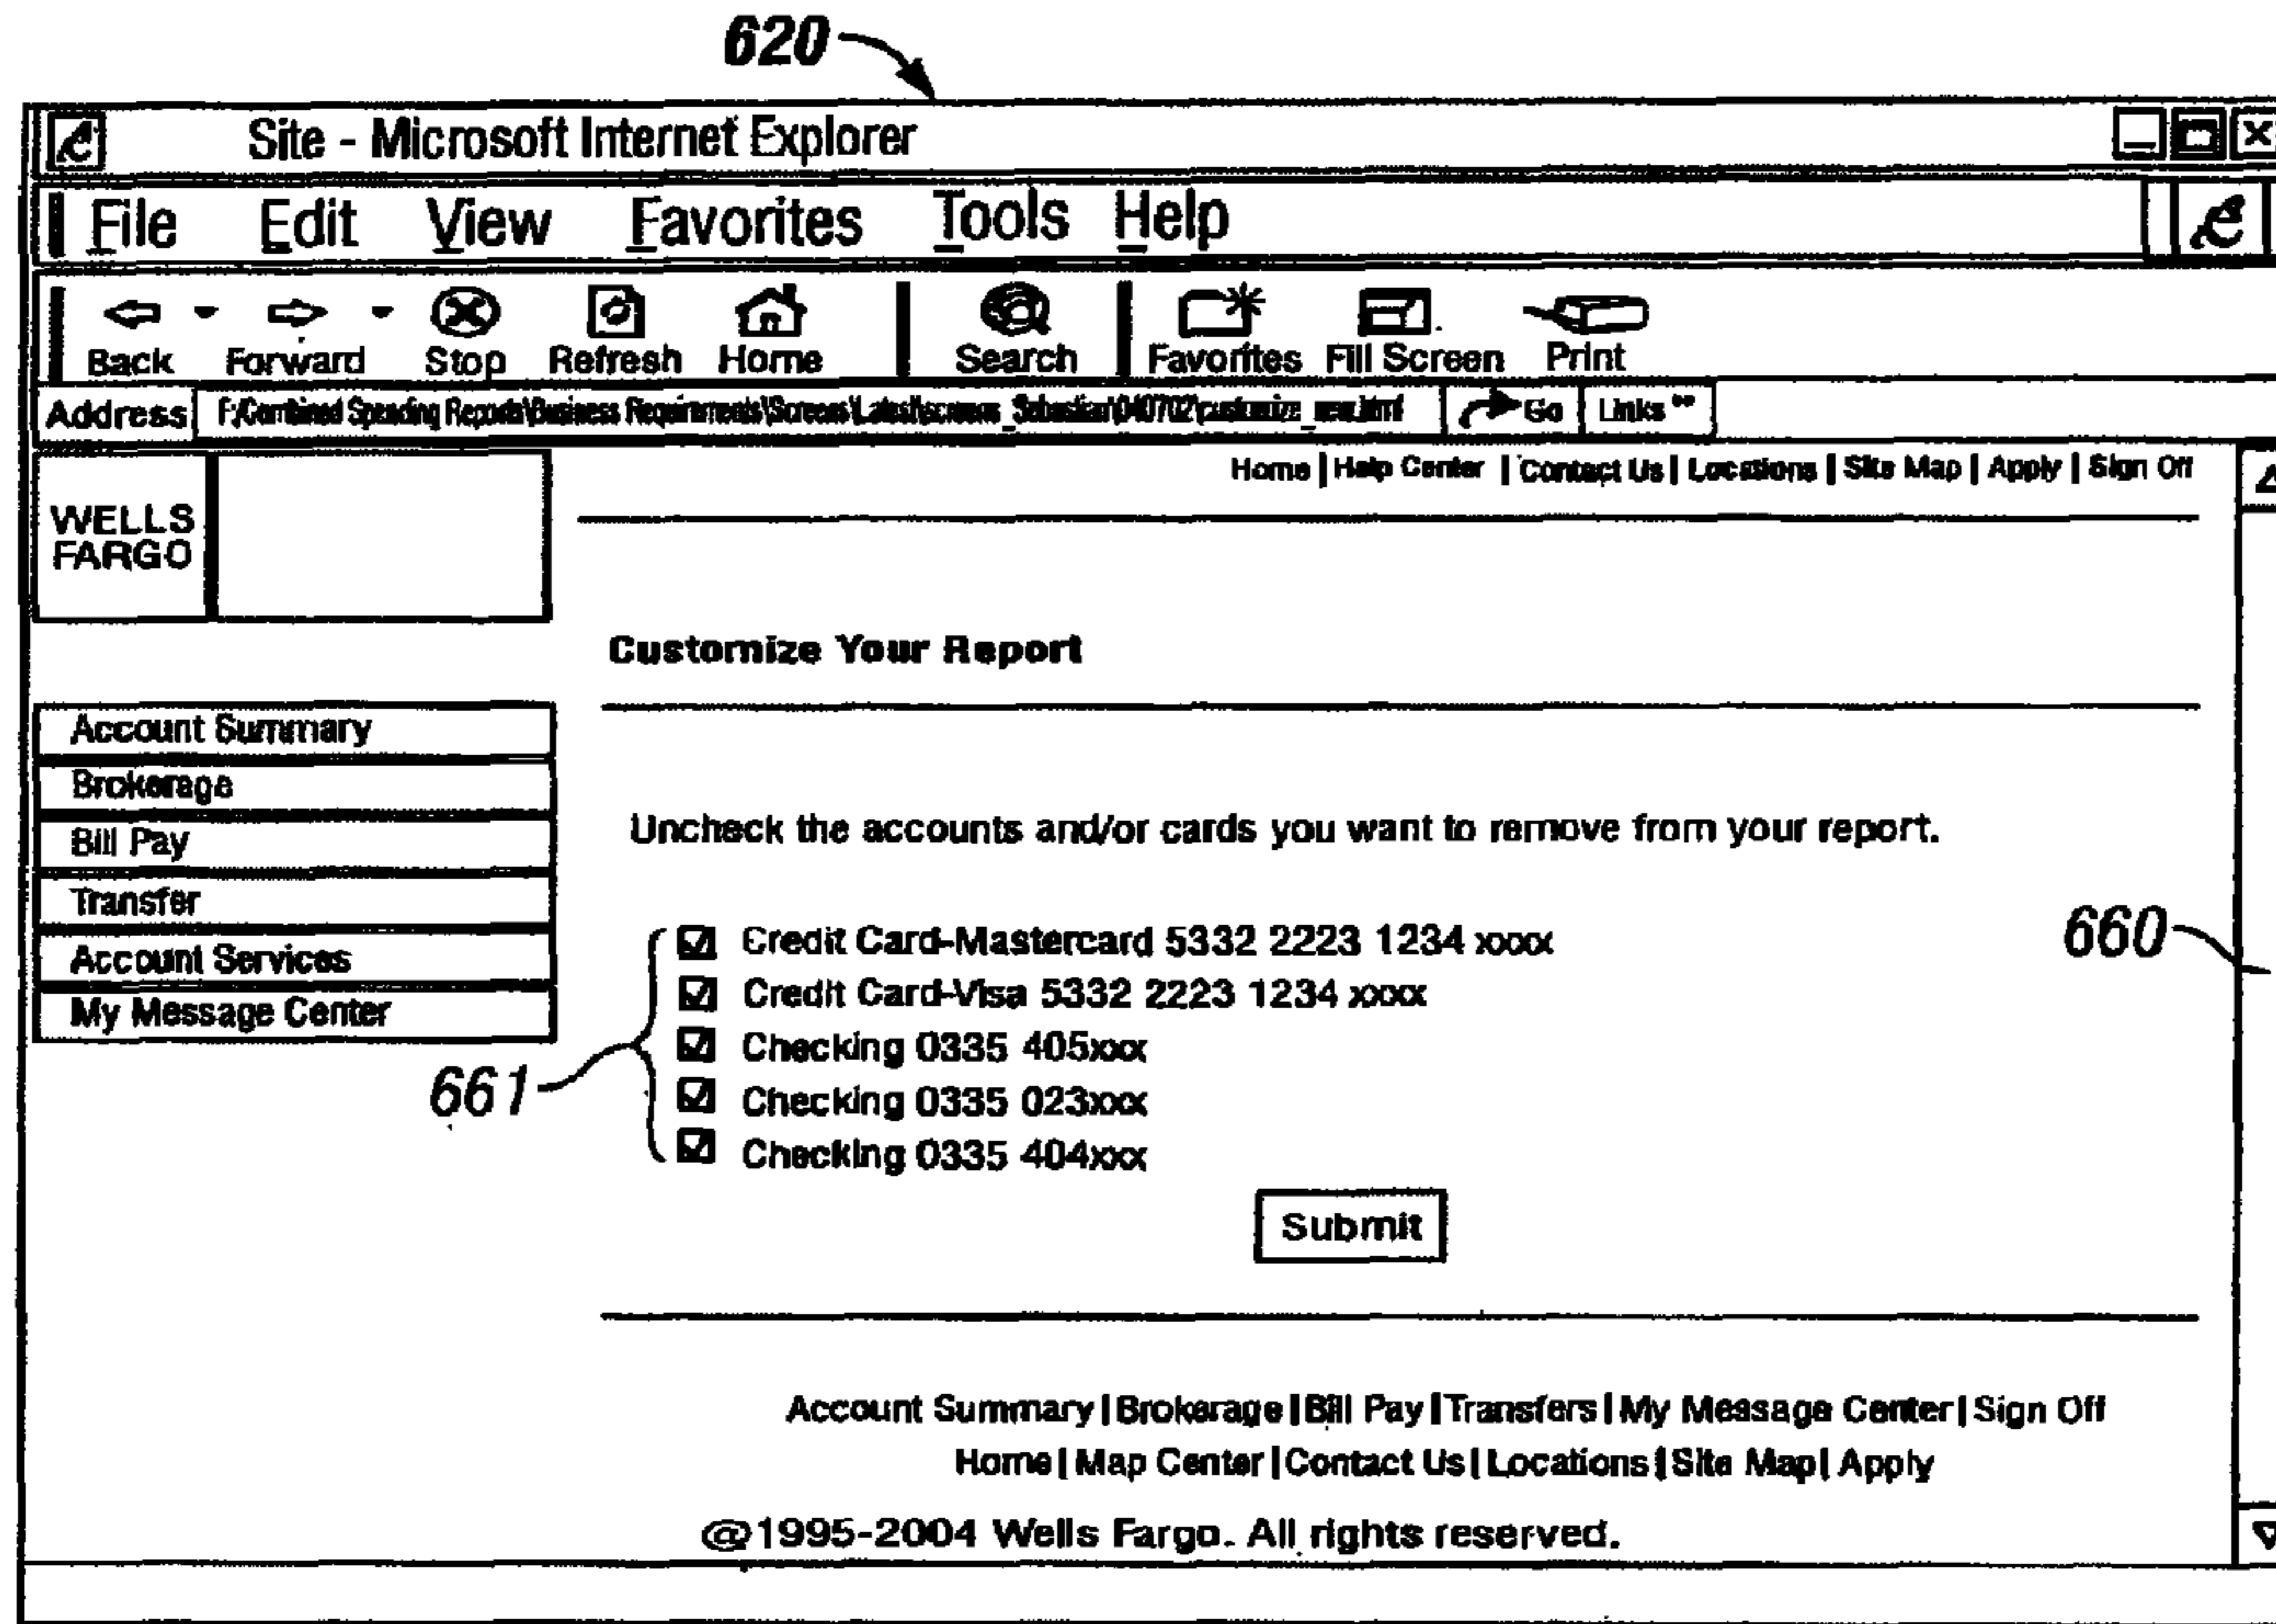 620
Site - Microsoft Internet Explorer
File Edit View Favorites Tools Help
Back Forward Stop Refresh Home Search Favorites Fill Screen Print
Address F:\Combined Spending Reports\Business Requirements\Screens\ Go Links
Home | Help Center | Contact Us | Locations | Site Map | Apply | Sign Off
WELLS
FARGO
Customize Your Report
Account Summary
Brokerage
Bill Pay
Transfer
Account Services
My Message Center
Uncheck the accounts and/or cards you want to remove from your report.
660
Credit Card-Mastercard 5332 2223 1234 xxxx
Credit Card-Visa 5332 2223 1234 xxxx
Checking 0335 405xxx
661
Checking 0335 023xxx
Checking 0335 404xxx
Submit
Account Summary | Brokerage | Bill Pay | Transfers | My Message Center | Sign Off
Home | Map Center | Contact Us | Locations | Site Map | Apply
@1995-2004 Wells Fargo. All rights reserved.